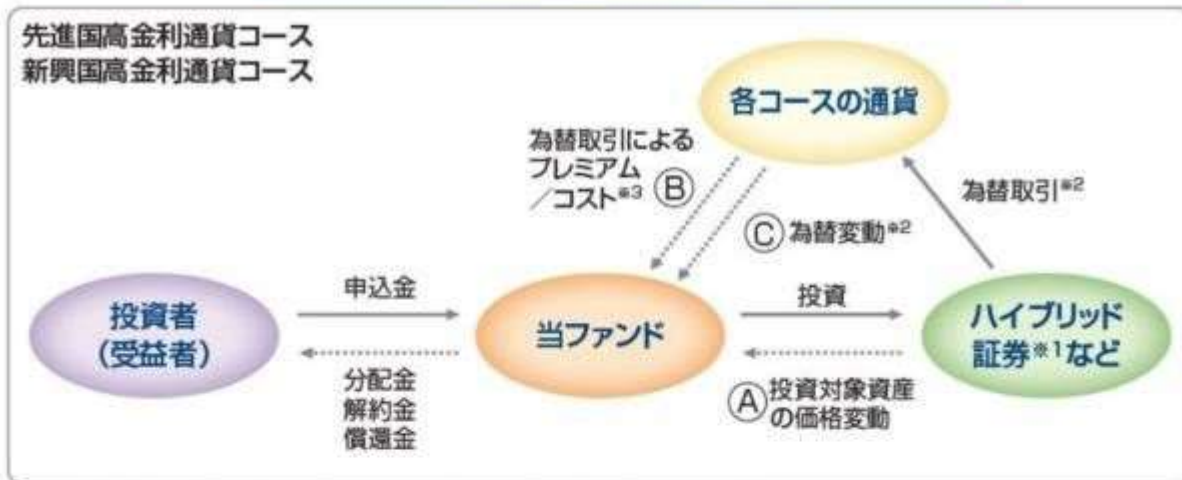 先進国高金利通貨コース
新興国高金利通貨コース
各コースの通貨
為替取引による
プレミアム
／コスト※3 Ⓑ
為替取引※2
Ⓒ 為替変動※2
申込金
投資
投資者
（受益者）
当ファンド
ハイブリッド
証券※1など
分配金
解約金
償還金
Ⓐ 投資対象資産
の価格変動